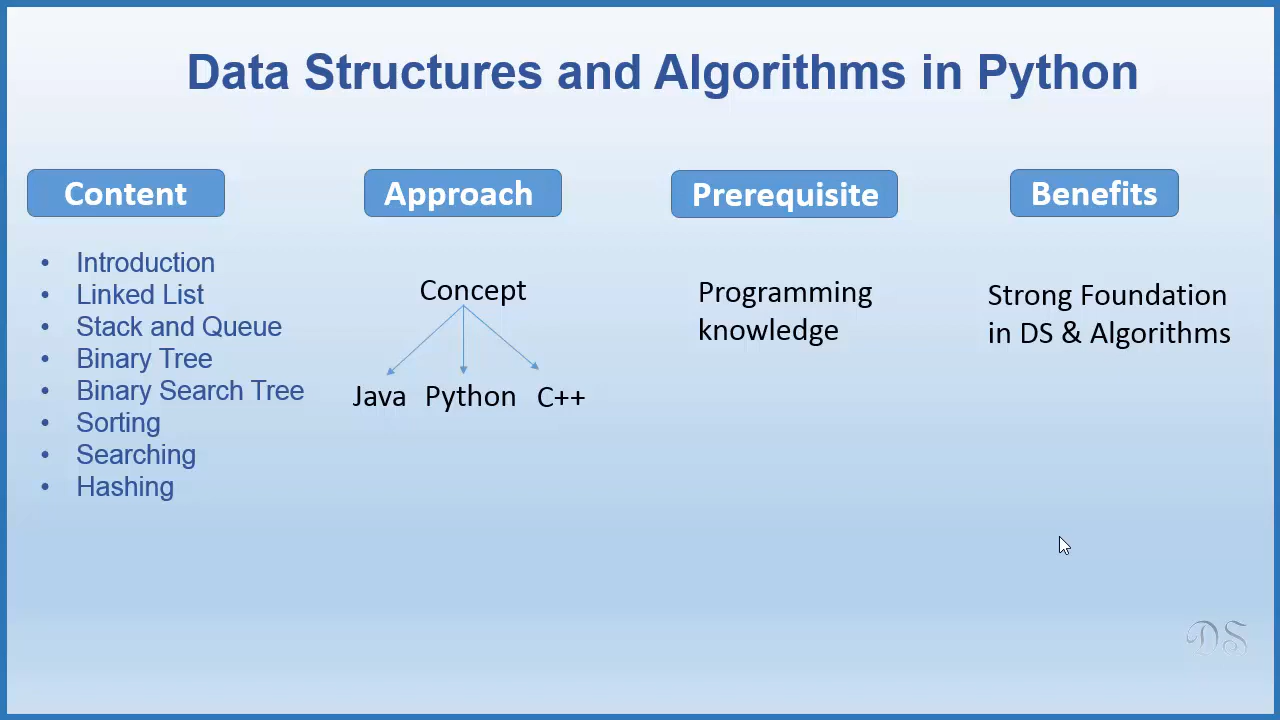 Data Structures and Algorithms in Python
Content
• Introduction
• Linked List
• Stack and Queue
• Binary Tree
• Binary Search Tree
• Sorting
• Searching
• Hashing
Approach
Concept
Java Python C++
Prerequisite
Programming
knowledge
Benefits
Strong Foundation
in DS & Algorithms
DS